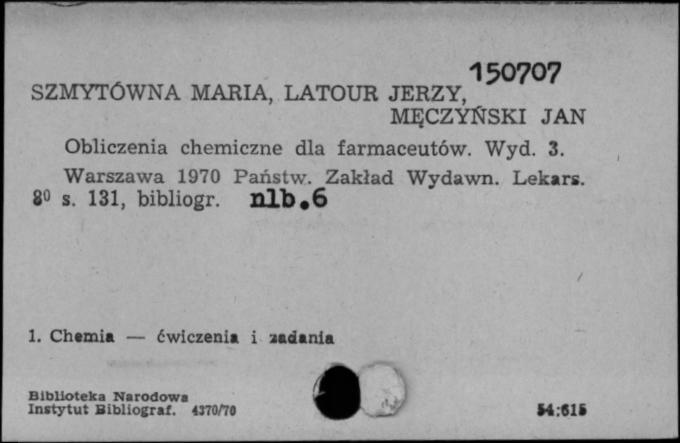 150707
SZMYTÓWNA MARIA, LATOUR JERZY,
MĘCZYŃSKI JAN
Obliczenia chemiczne dla farmaceutów. Wyd. 3.
Warszawa 1970 Państw. Zakład Wydawn. Lekars.
8⁰ s. 131, bibliogr. nlb.6
1. Chemia — ćwiczenia i zadania
Biblioteka Narodowa
Instytut Bibliograf. 4370/70
54:615